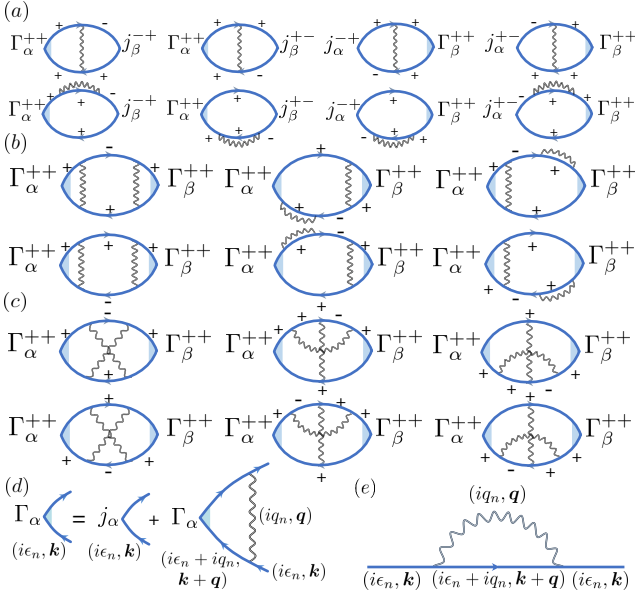 (a)
+ - + + + + - +
Γ_α^{++} j_β^{-+} Γ_α^{++} j_β^{+-} j_α^{-+} Γ_β^{++} j_α^{+-} Γ_β^{++}
+ + + - - + + +
+ + - + + + + - + +
Γ_α^{++} j_β^{-+} Γ_α^{++} j_β^{+-} j_α^{-+} Γ_β^{++} j_α^{+-} Γ_β^{++}
+ + - - + +
(b)
+ - + + - + +
Γ_α^{++} Γ_β^{++} Γ_α^{++} Γ_β^{++} Γ_α^{++} Γ_β^{++}
+ + - + +
+ + + + - + +
Γ_α^{++} Γ_β^{++} Γ_α^{++} Γ_β^{++} Γ_α^{++} Γ_β^{++}
- + + - + +
(c)
+ - + + + - + +
Γ_α^{++} Γ_β^{++} Γ_α^{++} Γ_β^{++} Γ_α^{++} Γ_β^{++}
+ + + - + +
+ + - + + + +
Γ_α^{++} Γ_β^{++} Γ_α^{++} Γ_β^{++} Γ_α^{++} Γ_β^{++}
+ - + + + - + +
(d)
Γ_α = j_α + Γ_α
(iq_n, q)
(iϵ_n, k) (iϵ_n, k) (iϵ_n + iq_n,
k + q)
(iϵ_n, k)
(e)
(iq_n, q)
(iϵ_n, k) (iϵ_n + iq_n, k + q) (iϵ_n, k)